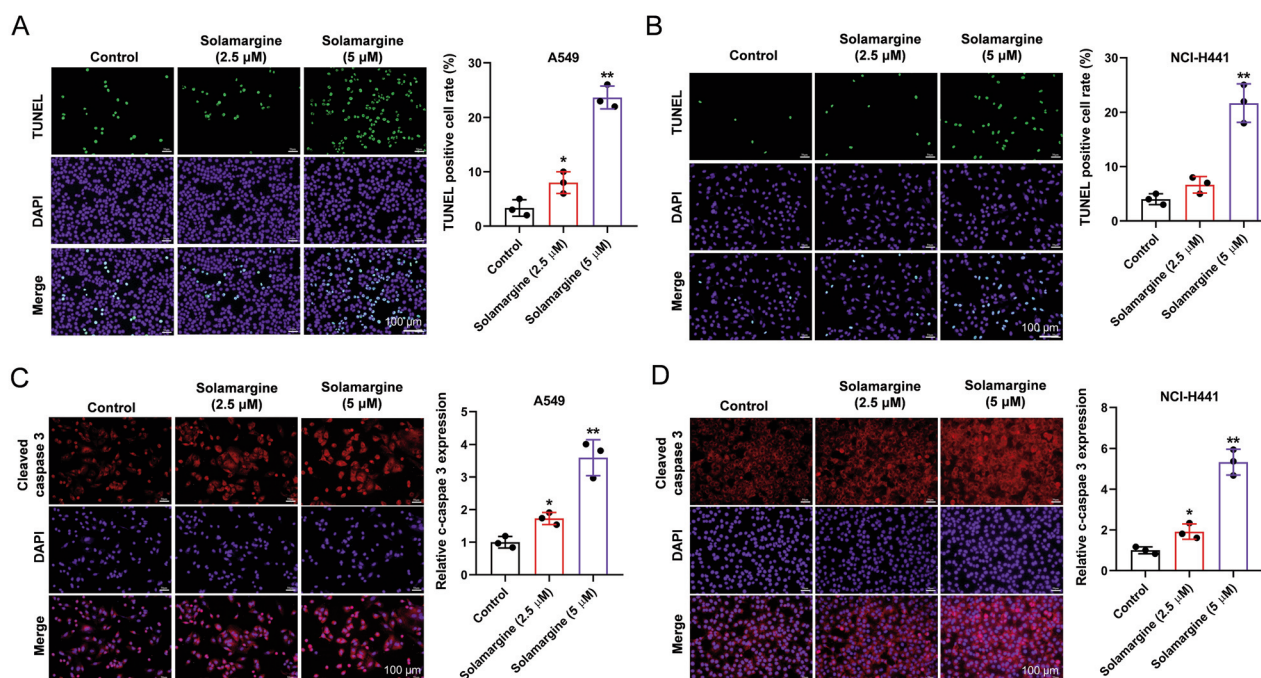 A
Control
Solamargine
(2.5 µM)
Solamargine
(5 µM)
TUNEL
DAPI
Merge
100 µm
A549
TUNEL positive cell rate (%)
30
20
10
0
*
**
Control
Solamargine (2.5 µM)
Solamargine (5 µM)
B
Control
Solamargine
(2.5 µM)
Solamargine
(5 µM)
TUNEL
DAPI
Merge
100 µm
NCI-H441
TUNEL positive cell rate (%)
30
20
10
0
**
Control
Solamargine (2.5 µM)
Solamargine (5 µM)
C
Control
Solamargine
(2.5 µM)
Solamargine
(5 µM)
Cleaved
caspase 3
DAPI
Merge
100 µm
A549
Relative c-caspae 3 expression
5
4
3
2
1
0
*
**
Control
Solamargine (2.5 µM)
Solamargine (5 µM)
D
Control
Solamargine
(2.5 µM)
Solamargine
(5 µM)
Cleaved
caspase 3
DAPI
Merge
100 µm
NCI-H441
Relative c-caspae 3 expression
8
6
4
2
0
*
**
Control
Solamargine (2.5 µM)
Solamargine (5 µM)